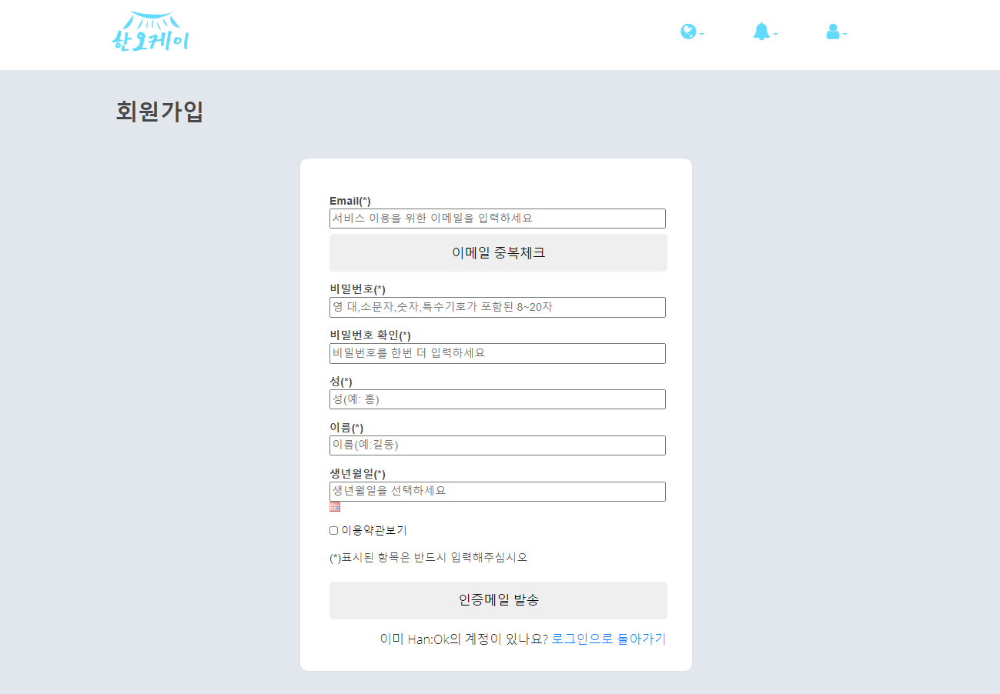 한오케이
회원가입
Email(*)
서비스 이용을 위한 이메일을 입력하세요
이메일 중복체크
비밀번호(*)
영 대,소문자,숫자,특수기호가 포함된 8~20자
비밀번호 확인(*)
비밀번호를 한번 더 입력하세요
성(*)
성(예: 홍)
이름(*)
이름(예:길동)
생년월일(*)
생년월일을 선택하세요
이용약관보기
(*)표시된 항목은 반드시 입력해주십시오
인증메일 발송
이미 Han:Ok의 계정이 있나요? 로그인으로 돌아가기